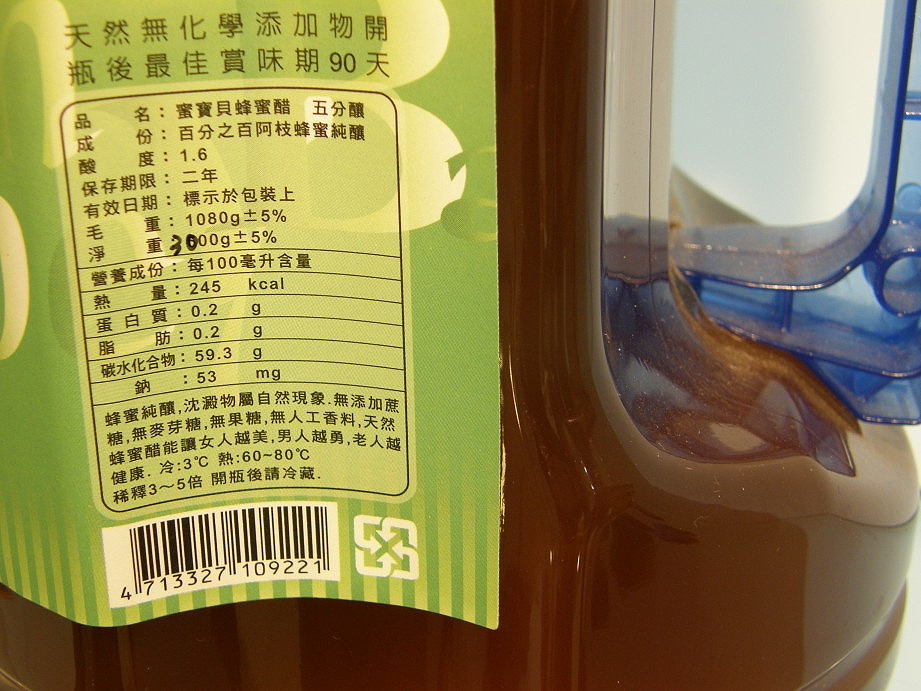 天然無化學添加物開
瓶後最佳賞味期90天
品 名：蜜寶貝蜂蜜醋 五分釀
成 份：百分之百阿枝蜂蜜純釀
酸 度：1.6
保存期限：二年
有效日期：標示於包裝上
毛 重：1080g±5%
淨 重：3000g±5%
營養成份：每100毫升含量
熱 量：245 kcal
蛋白質：0.2 g
脂 肪：0.2 g
碳水化合物：59.3 g
鈉 ：53 mg
蜂蜜純釀,沈澱物屬自然現象.無添加蔗
糖,無麥芽糖,無果糖,無人工香料,天然
蜂蜜醋能讓女人越美,男人越勇,老人越
健康. 冷:3℃ 熱:60~80℃
稀釋3～5倍 開瓶後請冷藏.
4 713327 109221